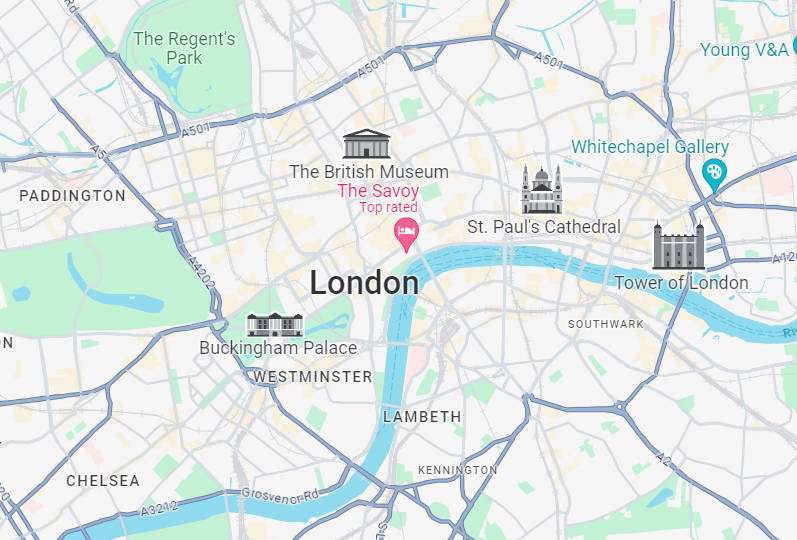 The Regent's
Park
A501
Young V&A
A501
A501
A5
Whitechapel Gallery
The British Museum
PADDINGTON
The Savoy
Top rated
St. Paul's Cathedral
A4202
London
Tower of London
SOUTHWARK
Buckingham Palace
WESTMINSTER
LAMBETH
KENNINGTON
A2
CHELSEA
Grosvenor Rd
A3212